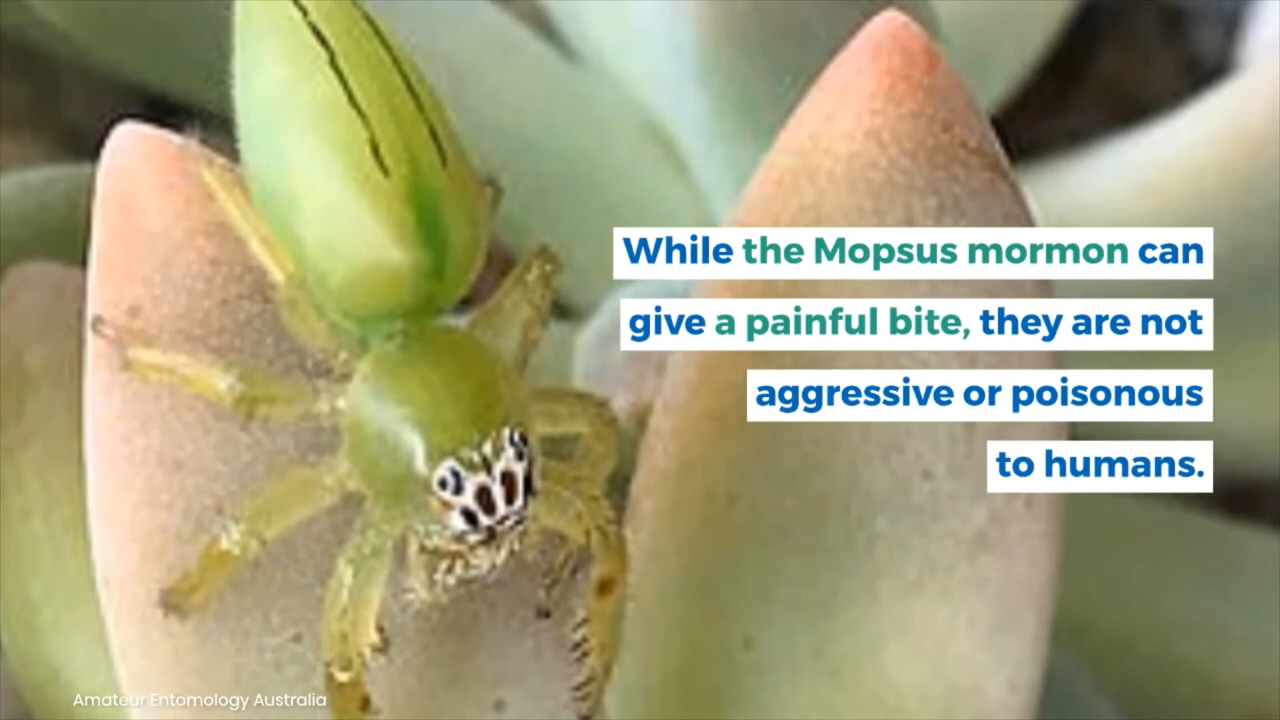 While the Mopsus mormon can
give a painful bite, they are not
aggressive or poisonous
to humans.
Amateur Entomology Australia